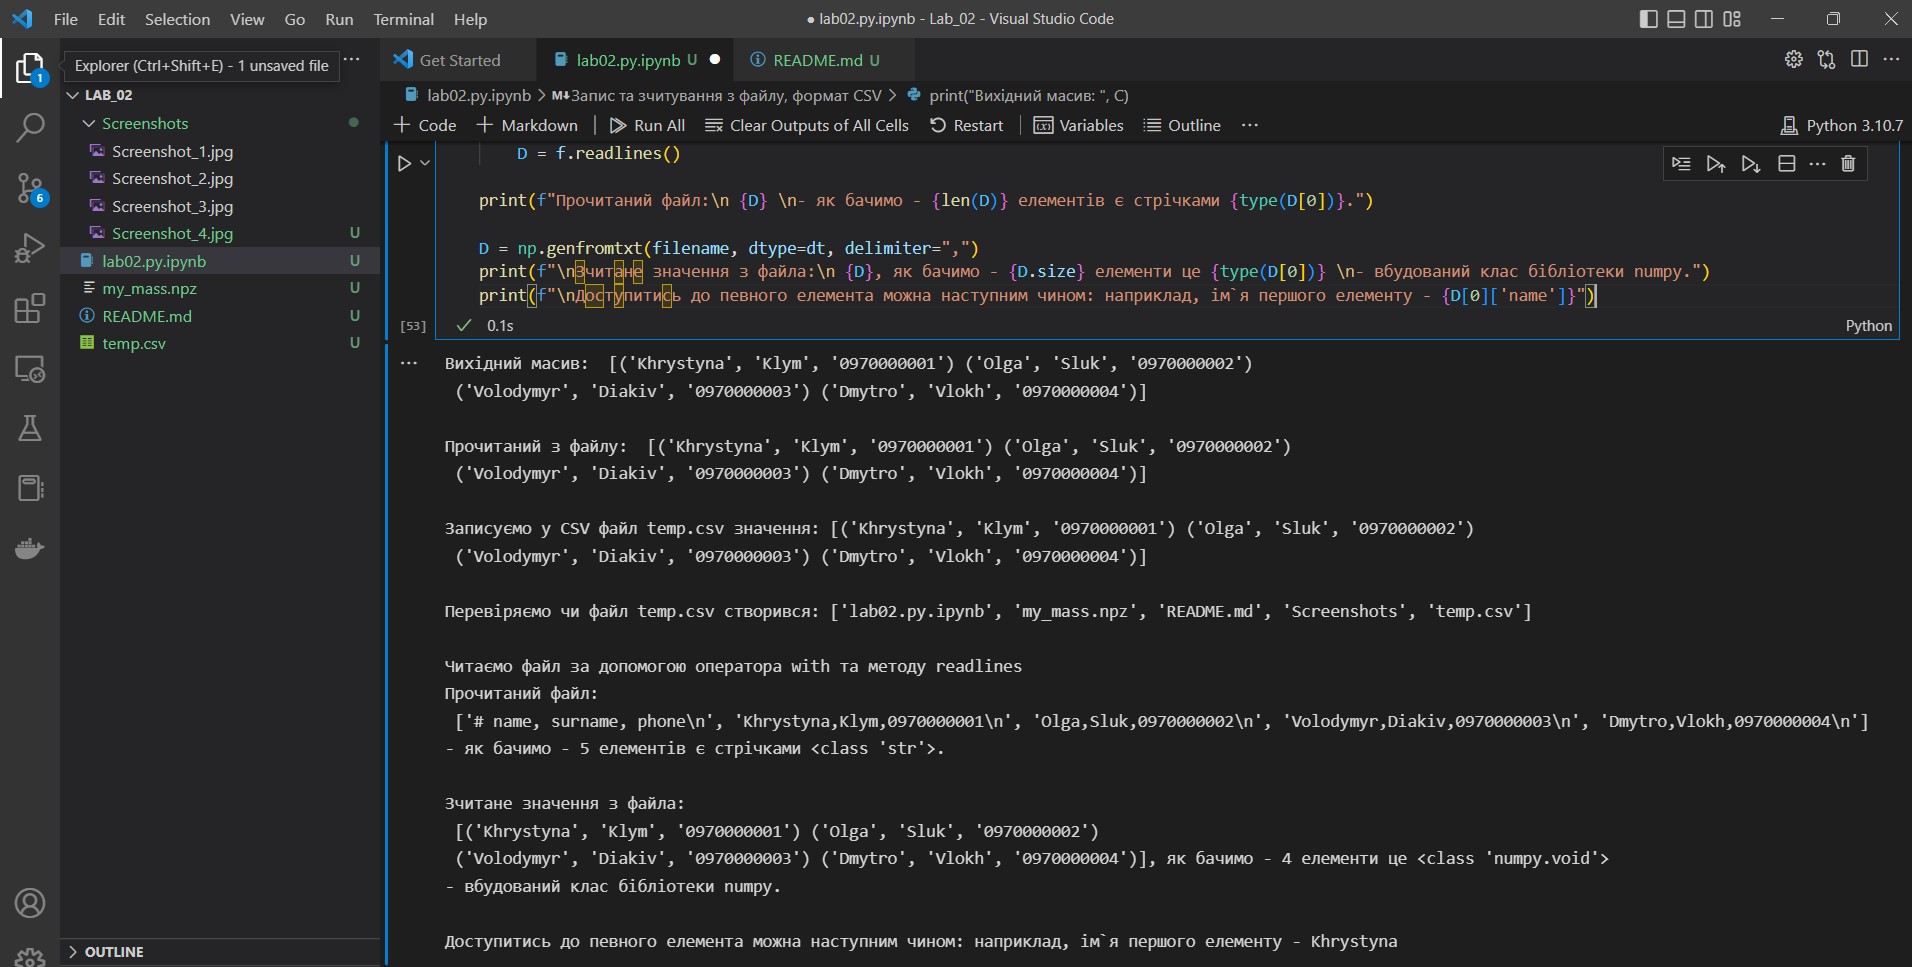 File Edit Selection View Go Run Terminal Help
● lab02.py.ipynb - Lab_02 - Visual Studio Code
Explorer (Ctrl+Shift+E) - 1 unsaved file
1
6
LAB_02
Screenshots
Screenshot_1.jpg
Screenshot_2.jpg
Screenshot_3.jpg
Screenshot_4.jpg U
lab02.py.ipynb U
my_mass.npz U
README.md U
temp.csv U
OUTLINE
Get Started lab02.py.ipynb U README.md U
lab02.py.ipynb > M↓Запис та зчитування з файлу, формат CSV > print("Вихідний масив: ", C)
+ Code + Markdown Run All Clear Outputs of All Cells Restart Variables Outline ··· Python 3.10.7
D = f.readlines()
print(f"Прочитаний файл:\n {D} \n- як бачимо - {len(D)} елементів є стрічками {type(D[0])}.")
D = np.genfromtxt(filename, dtype=dt, delimiter=",")
print(f"\nЗчитане значення з файла:\n {D}, як бачимо - {D.size} елементи це {type(D[0])} \n- вбудований клас бібліотеки numpy.")
print(f"\nДоступитись до певного елемента можна наступним чином: наприклад, ім`я першого елементу - {D[0]['name']}")
[53] 0.1s Python
Вихідний масив:  [('Khrystyna', 'Klym', '0970000001') ('Olga', 'Sluk', '0970000002')
('Volodymyr', 'Diakiv', '0970000003') ('Dmytro', 'Vlokh', '0970000004')]
Прочитаний з файлу:  [('Khrystyna', 'Klym', '0970000001') ('Olga', 'Sluk', '0970000002')
('Volodymyr', 'Diakiv', '0970000003') ('Dmytro', 'Vlokh', '0970000004')]
Записуємо у CSV файл temp.csv значення: [('Khrystyna', 'Klym', '0970000001') ('Olga', 'Sluk', '0970000002')
('Volodymyr', 'Diakiv', '0970000003') ('Dmytro', 'Vlokh', '0970000004')]
Перевіряємо чи файл temp.csv створився: ['lab02.py.ipynb', 'my_mass.npz', 'README.md', 'Screenshots', 'temp.csv']
Читаємо файл за допомогою оператора with та методу readlines
Прочитаний файл:
['# name, surname, phone\n', 'Khrystyna,Klym,0970000001\n', 'Olga,Sluk,0970000002\n', 'Volodymyr,Diakiv,0970000003\n', 'Dmytro,Vlokh,0970000004\n']
- як бачимо - 5 елементів є стрічками <class 'str'>.
Зчитане значення з файла:
[('Khrystyna', 'Klym', '0970000001') ('Olga', 'Sluk', '0970000002')
('Volodymyr', 'Diakiv', '0970000003') ('Dmytro', 'Vlokh', '0970000004')], як бачимо - 4 елементи це <class 'numpy.void'>
- вбудований клас бібліотеки numpy.
Доступитись до певного елемента можна наступним чином: наприклад, ім`я першого елементу - Khrystyna